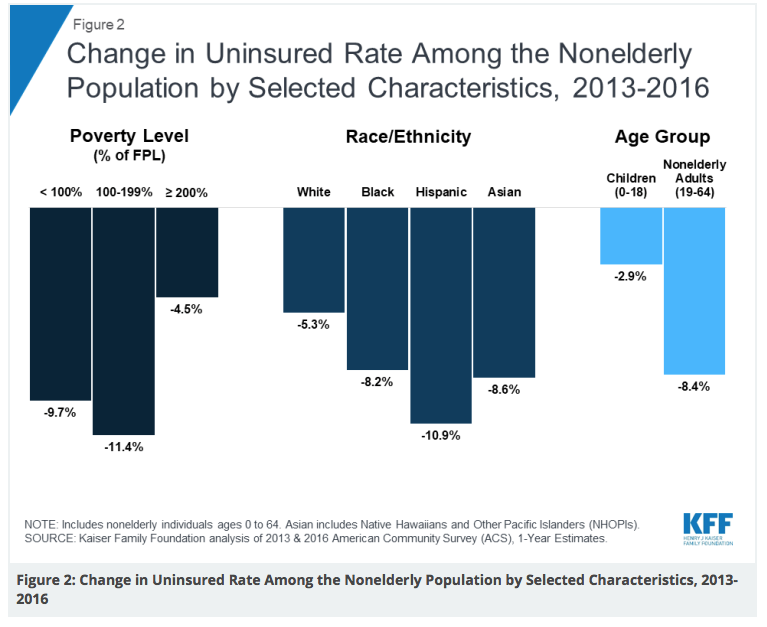 Figure 2
Change in Uninsured Rate Among the Nonelderly
Population by Selected Characteristics, 2013-2016
Poverty Level
(% of FPL)
< 100%
100-199%
≥ 200%
-9.7%
-11.4%
-4.5%
Race/Ethnicity
White
Black
Hispanic
Asian
-5.3%
-8.2%
-10.9%
-8.6%
Age Group
Children
(0-18)
Nonelderly
Adults
(19-64)
-2.9%
-8.4%
NOTE: Includes nonelderly individuals ages 0 to 64. Asian includes Native Hawaiians and Other Pacific Islanders (NHOPIs).
SOURCE: Kaiser Family Foundation analysis of 2013 & 2016 American Community Survey (ACS), 1-Year Estimates.
KFF
HENRY J KAISER
FAMILY FOUNDATION
Figure 2: Change in Uninsured Rate Among the Nonelderly Population by Selected Characteristics, 2013-
2016